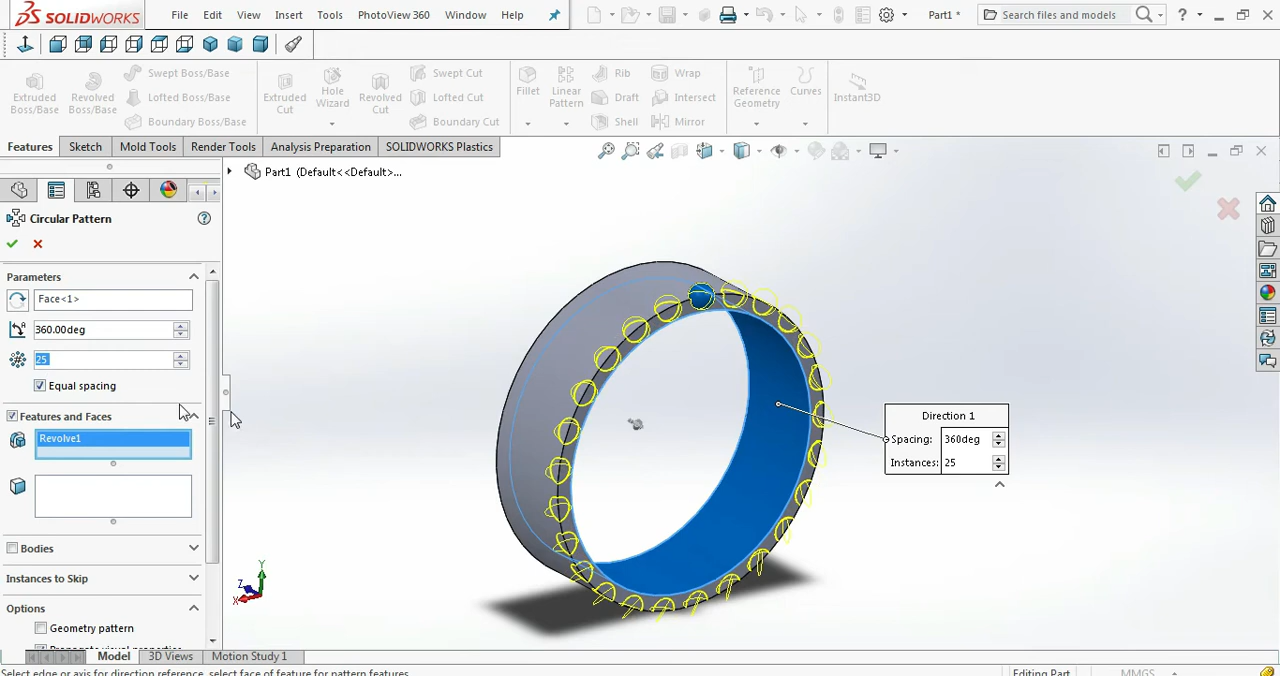 SOLIDWORKS File Edit View Insert Tools PhotoView 360 Window Help Part1 * Search files and models ?
Extruded Boss/Base
Revolved Boss/Base
Swept Boss/Base
Lofted Boss/Base
Boundary Boss/Base
Extruded Cut
Hole Wizard
Revolved Cut
Swept Cut
Lofted Cut
Boundary Cut
Fillet
Linear Pattern
Rib
Draft
Shell
Wrap
Intersect
Mirror
Reference Geometry
Curves
Instant3D
Features Sketch Mold Tools Render Tools Analysis Preparation SOLIDWORKS Plastics
Part1 (Default<<Default>...
Circular Pattern ?
Parameters
Face<1>
360.00deg
25
Equal spacing
Features and Faces
Revolve1
Bodies
Instances to Skip
Options
Geometry pattern
Direction 1
Spacing: 360deg
Instances: 25
Y
Z
X
Model 3D Views Motion Study 1
Select edge or axis for direction reference, select face of feature for pattern features
Editing Part MMGS